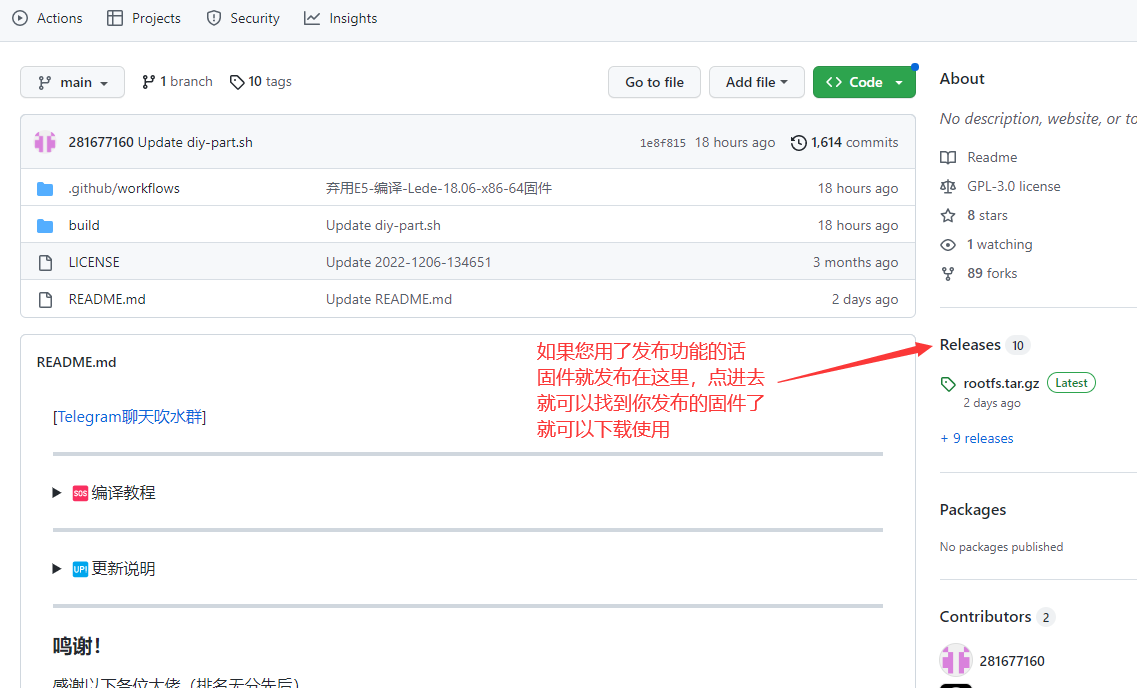 Actions Projects Security Insights
main 1 branch 10 tags Go to file Add file Code
281677160 Update diy-part.sh 1e8f815 18 hours ago 1,614 commits
.github/workflows 弃用E5-编译-Lede-18.06-x86-64固件 18 hours ago
build Update diy-part.sh 18 hours ago
LICENSE Update 2022-1206-134651 3 months ago
README.md Update README.md 2 days ago
README.md
[Telegram聊天吹水群]
SOS 编译教程
UP! 更新说明
鸣谢!
感谢以下各位大佬（排名无分先后）
如果您用了发布功能的话
固件就发布在这里，点进去
就可以找到你发布的固件了
就可以下载使用
About
No description, website, or to
Readme
GPL-3.0 license
8 stars
1 watching
89 forks
Releases 10
rootfs.tar.gz Latest
2 days ago
+ 9 releases
Packages
No packages published
Contributors 2
281677160